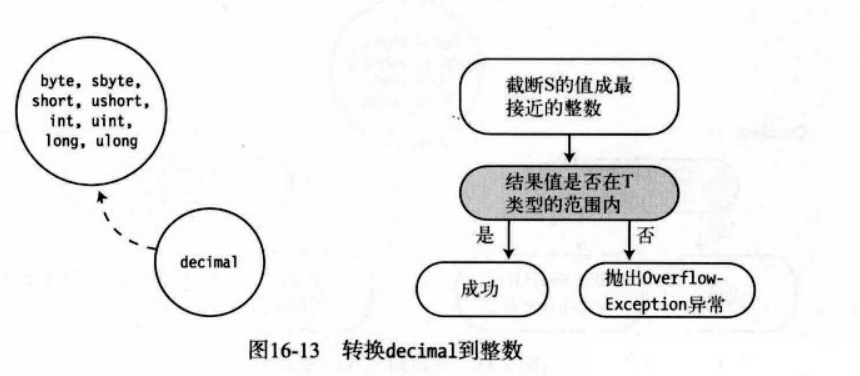 byte, sbyte,
short, ushort,
int, uint,
long, ulong
decimal
截断S的值成最
接近的整数
结果值是否在T
类型的范围内
是
否
成功
抛出Overflow-
Exception异常
图16-13 转换decimal到整数